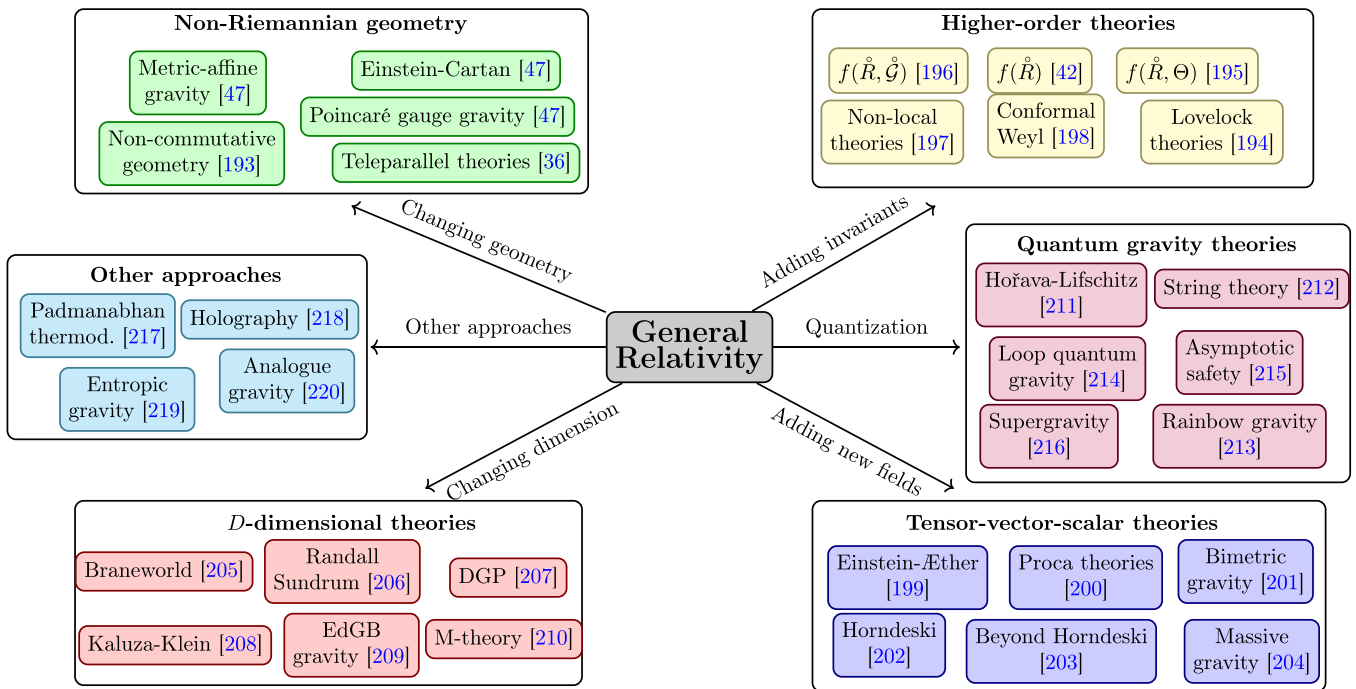 Non-Riemannian geometry
Metric-affine
gravity [47]
Einstein-Cartan [47]
Poincaré gauge gravity [47]
Non-commutative
geometry [193]
Teleparallel theories [36]
Higher-order theories
f(R̊, 𝒢̊) [196]
f(R̊) [42]
f(R̊, Θ) [195]
Non-local
theories [197]
Conformal
Weyl [198]
Lovelock
theories [194]
Changing geometry
Adding invariants
Other approaches
Padmanabhan
thermod. [217]
Holography [218]
Entropic
gravity [219]
Analogue
gravity [220]
Other approaches
General
Relativity
Quantization
Quantum gravity theories
Hořava-Lifschitz
[211]
String theory [212]
Loop quantum
gravity [214]
Asymptotic
safety [215]
Supergravity
[216]
Rainbow gravity
[213]
Changing dimension
Adding new fields
D-dimensional theories
Braneworld [205]
Randall
Sundrum [206]
DGP [207]
Kaluza-Klein [208]
EdGB
gravity [209]
M-theory [210]
Tensor-vector-scalar theories
Einstein-Æther
[199]
Proca theories
[200]
Bimetric
gravity [201]
Horndeski
[202]
Beyond Horndeski
[203]
Massive
gravity [204]